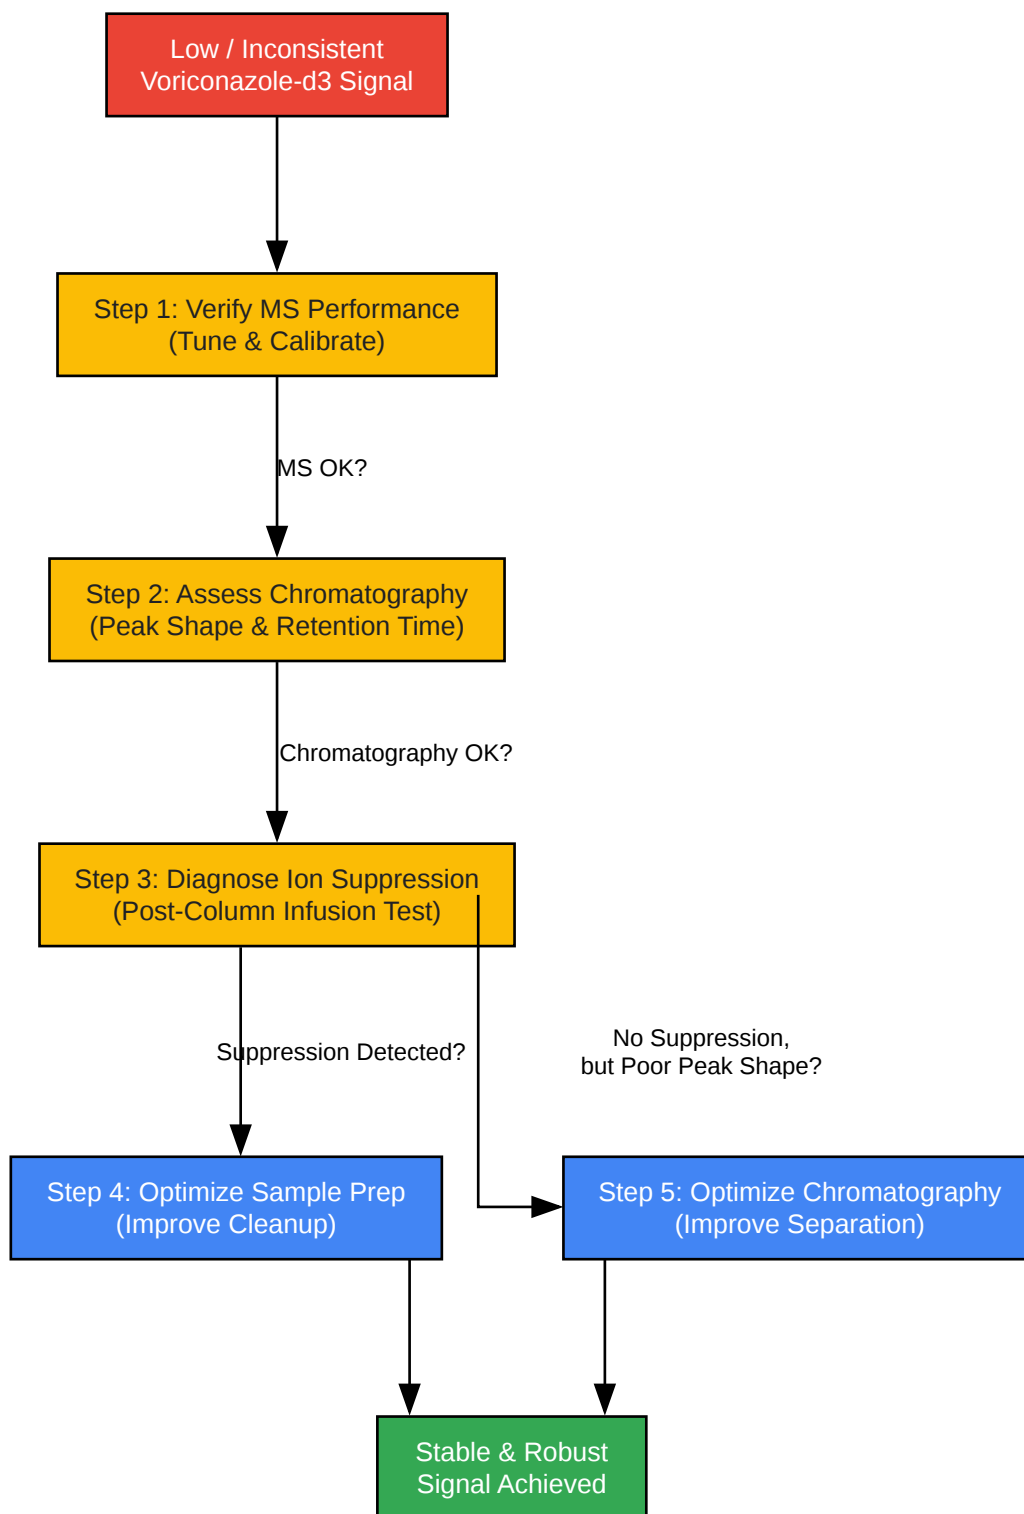 Low / Inconsistent
Voriconazole-d3 Signal
Step 1: Verify MS Performance
(Tune & Calibrate)
MS OK?
Step 2: Assess Chromatography
(Peak Shape & Retention Time)
Chromatography OK?
Step 3: Diagnose Ion Suppression
(Post-Column Infusion Test)
Suppression Detected?
No Suppression,
but Poor Peak Shape?
Step 4: Optimize Sample Prep
(Improve Cleanup)
Step 5: Optimize Chromatography
(Improve Separation)
Stable & Robust
Signal Achieved